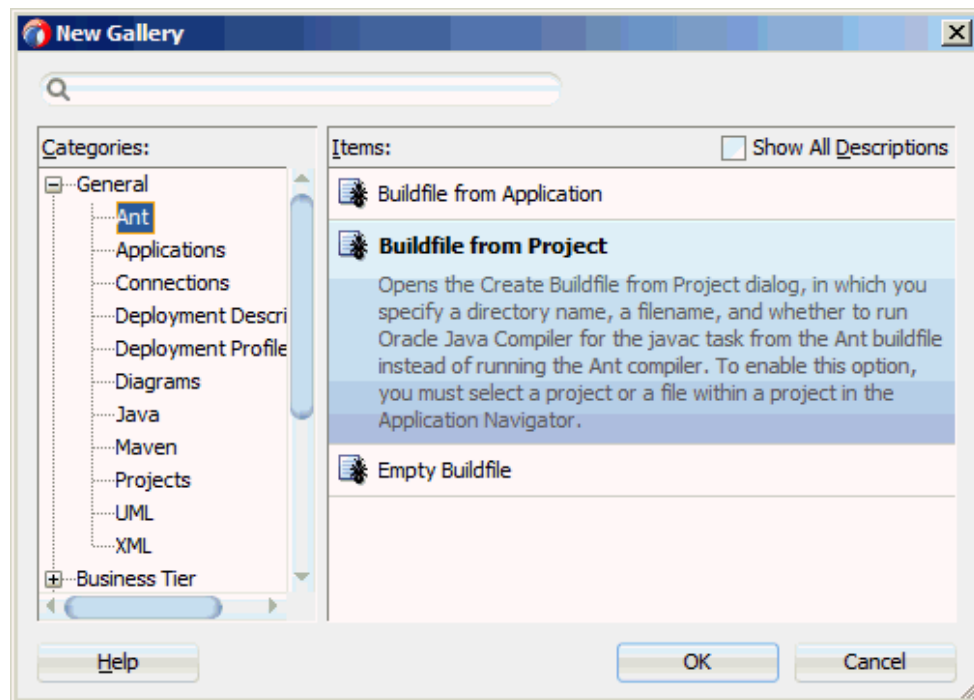 New Gallery
Categories:
General
Ant
Applications
Connections
Deployment Descri
Deployment Profile
Diagrams
Java
Maven
Projects
UML
XML
Business Tier
Items:
Show All Descriptions
Buildfile from Application
Buildfile from Project
Opens the Create Buildfile from Project dialog, in which you
specify a directory name, a filename, and whether to run
Oracle Java Compiler for the javac task from the Ant buildfile
instead of running the Ant compiler. To enable this option,
you must select a project or a file within a project in the
Application Navigator.
Empty Buildfile
Help
OK
Cancel